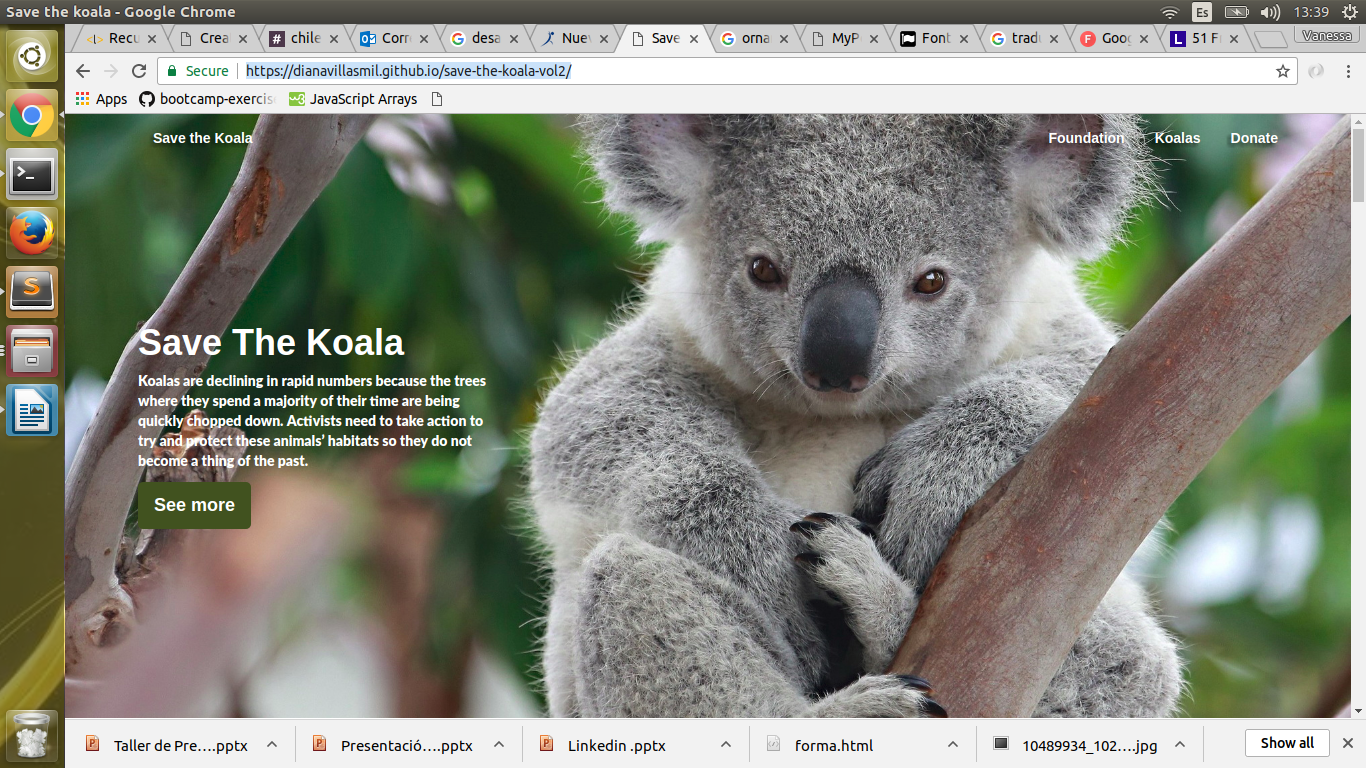 Save the koala - Google Chrome
Es
13:39
Recu
Crea
chile
Corr
desa
Nuev
Save
orna
MyP
Font
tradu
Goog
51 F
Vanessa
Secure
https://dianavillasmil.github.io/save-the-koala-vol2/
Apps
bootcamp-exercis
JavaScript Arrays
Save the Koala
Foundation
Koalas
Donate
Save The Koala
Koalas are declining in rapid numbers because the trees
where they spend a majority of their time are being
quickly chopped down. Activists need to take action to
try and protect these animals' habitats so they do not
become a thing of the past.
See more
Taller de Pre....pptx
Presentació....pptx
Linkedin .pptx
forma.html
10489934_102....jpg
Show all